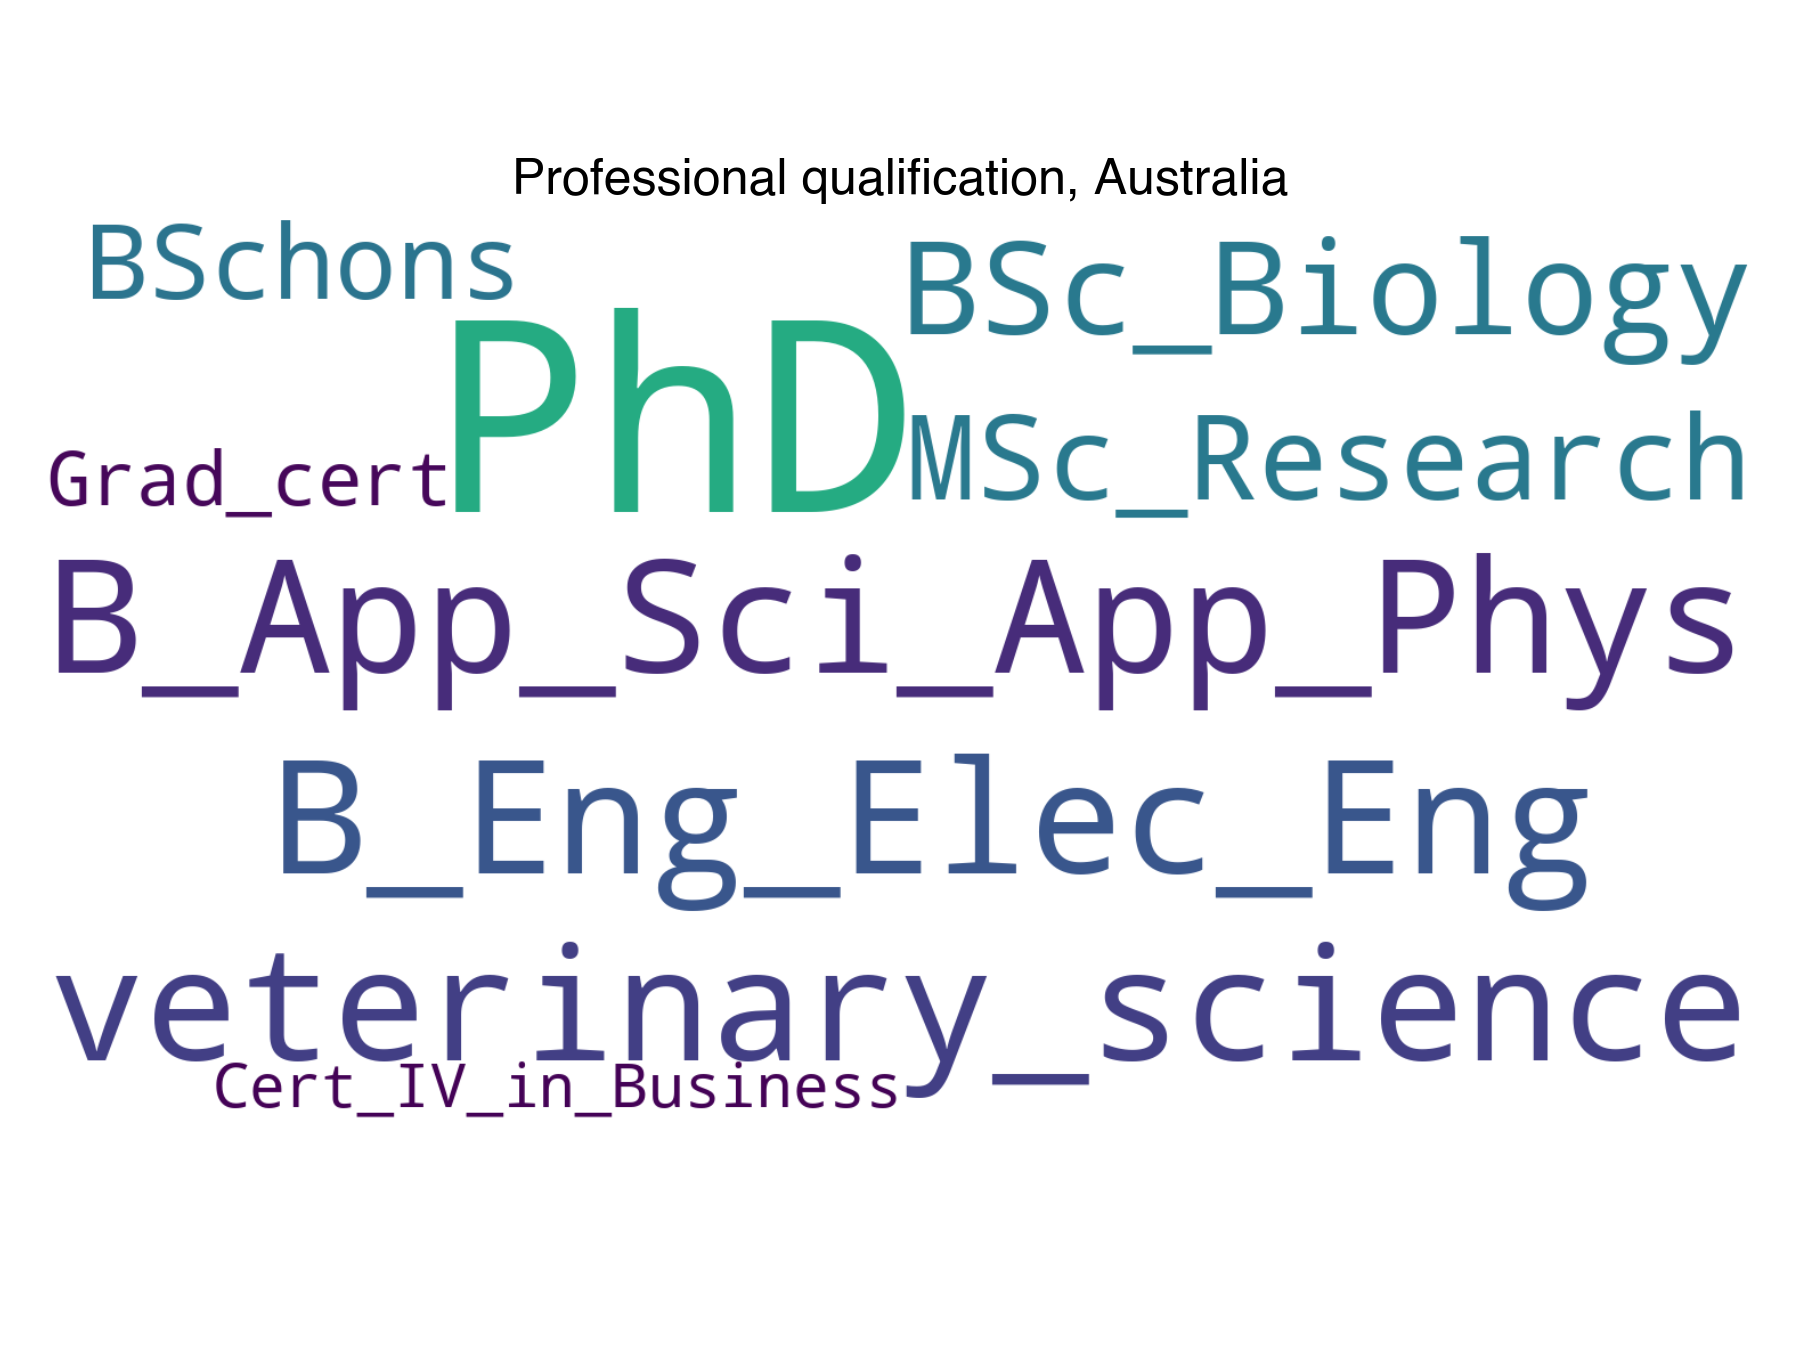 Professional qualification, Australia
BSchons
BSc_Biology
PhD
MSc_Research
Grad_cert
B_App_Sci_App_Phys
B_Eng_Elec_Eng
veterinary_science
Cert_IV_in_Business